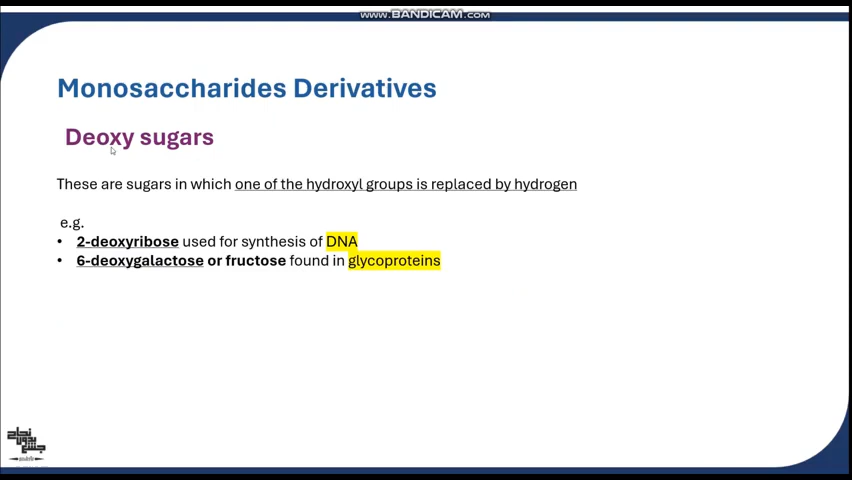 www.BANDICAM.com
Monosaccharides Derivatives
Deoxy sugars
These are sugars in which one of the hydroxyl groups is replaced by hydrogen
e.g.
• 2-deoxyribose used for synthesis of DNA
• 6-deoxygalactose or fructose found in glycoproteins